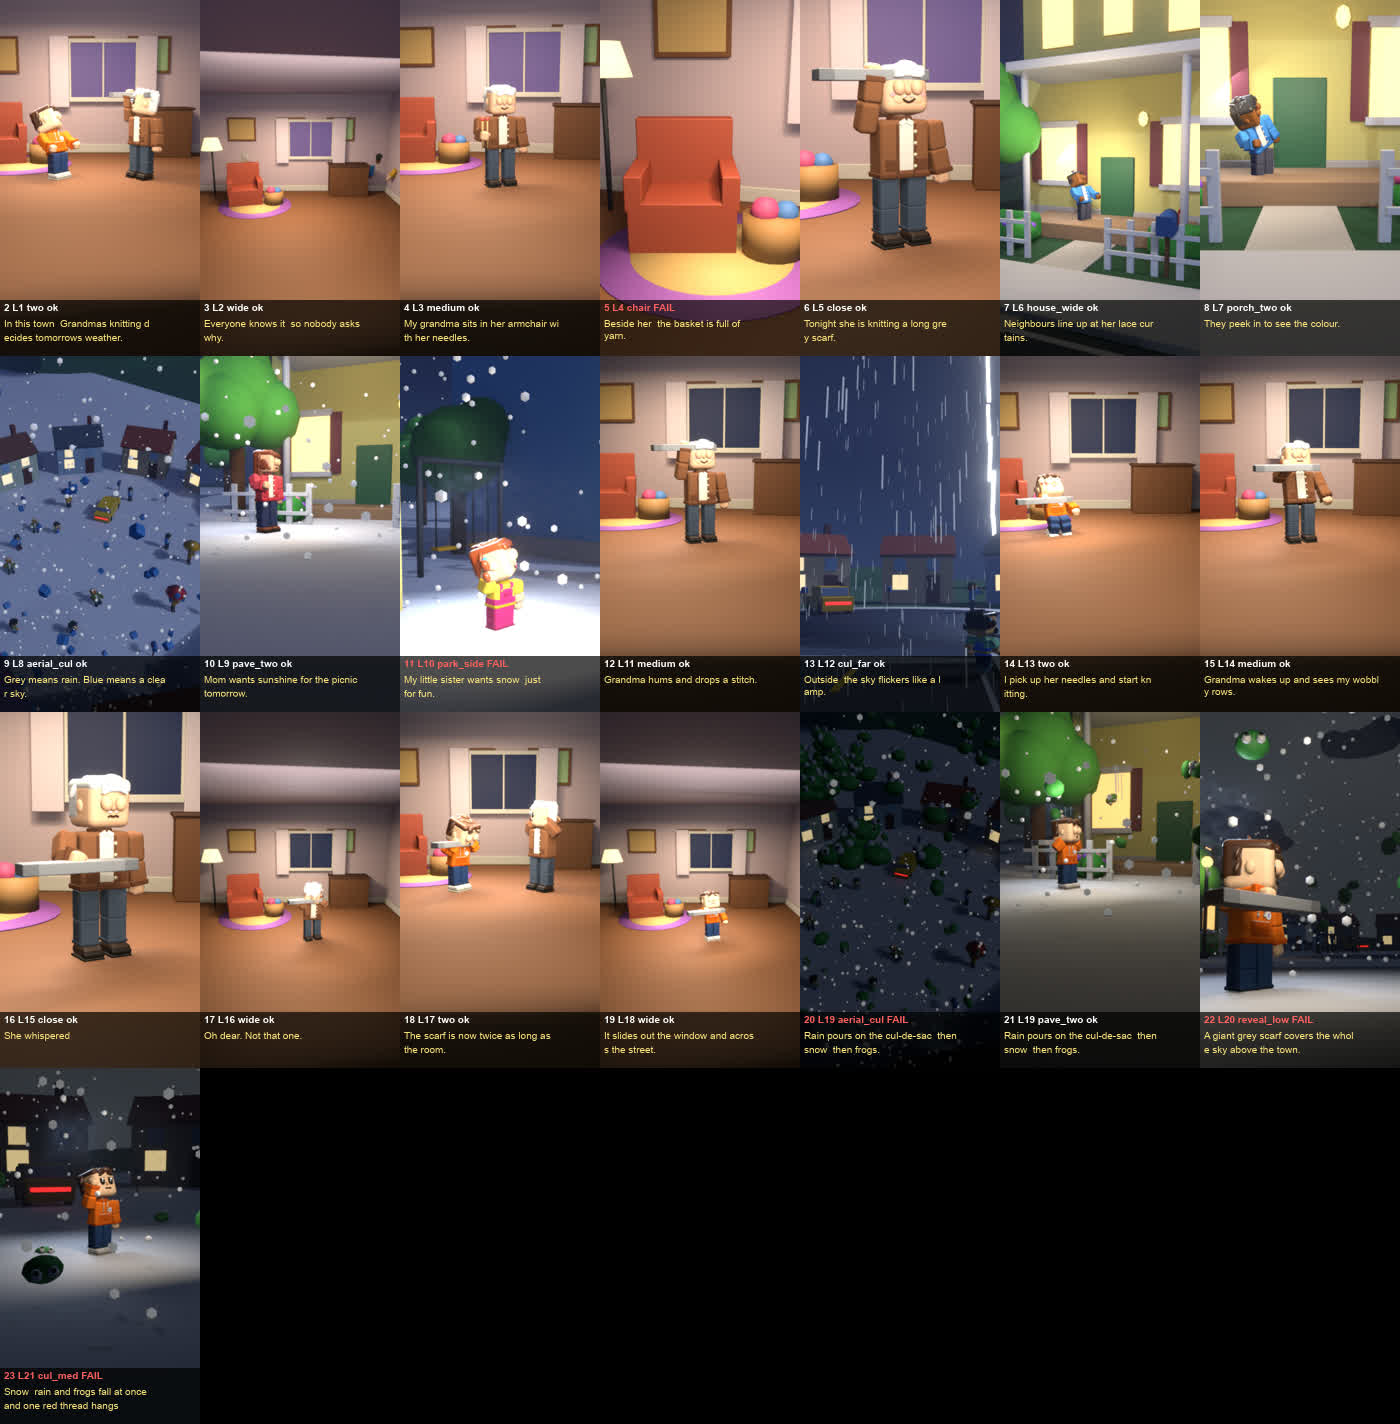 2 L1 two ok
In this town  Grandmas knitting d
ecides tomorrows weather.
3 L2 wide ok
Everyone knows it  so nobody asks
why.
4 L3 medium ok
My grandma sits in her armchair wi
th her needles.
5 L4 chair FAIL
Beside her  the basket is full of
yarn.
6 L5 close ok
Tonight she is knitting a long gre
y scarf.
7 L6 house_wide ok
Neighbours line up at her lace cur
tains.
8 L7 porch_two ok
They peek in to see the colour.
9 L8 aerial_cul ok
Grey means rain. Blue means a clea
r sky.
10 L9 pave_two ok
Mom wants sunshine for the picnic
tomorrow.
11 L10 park_side FAIL
My little sister wants snow  just
for fun.
12 L11 medium ok
Grandma hums and drops a stitch.
13 L12 cul_far ok
Outside  the sky flickers like a l
amp.
14 L13 two ok
I pick up her needles and start kn
itting.
15 L14 medium ok
Grandma wakes up and sees my wobbl
y rows.
16 L15 close ok
She whispered
17 L16 wide ok
Oh dear. Not that one.
18 L17 two ok
The scarf is now twice as long as
the room.
19 L18 wide ok
It slides out the window and acros
s the street.
20 L19 aerial_cul FAIL
Rain pours on the cul-de-sac  then
snow  then frogs.
21 L19 pave_two ok
Rain pours on the cul-de-sac  then
snow  then frogs.
22 L20 reveal_low FAIL
A giant grey scarf covers the whol
e sky above the town.
23 L21 cul_med FAIL
Snow  rain and frogs fall at once
and one red thread hangs